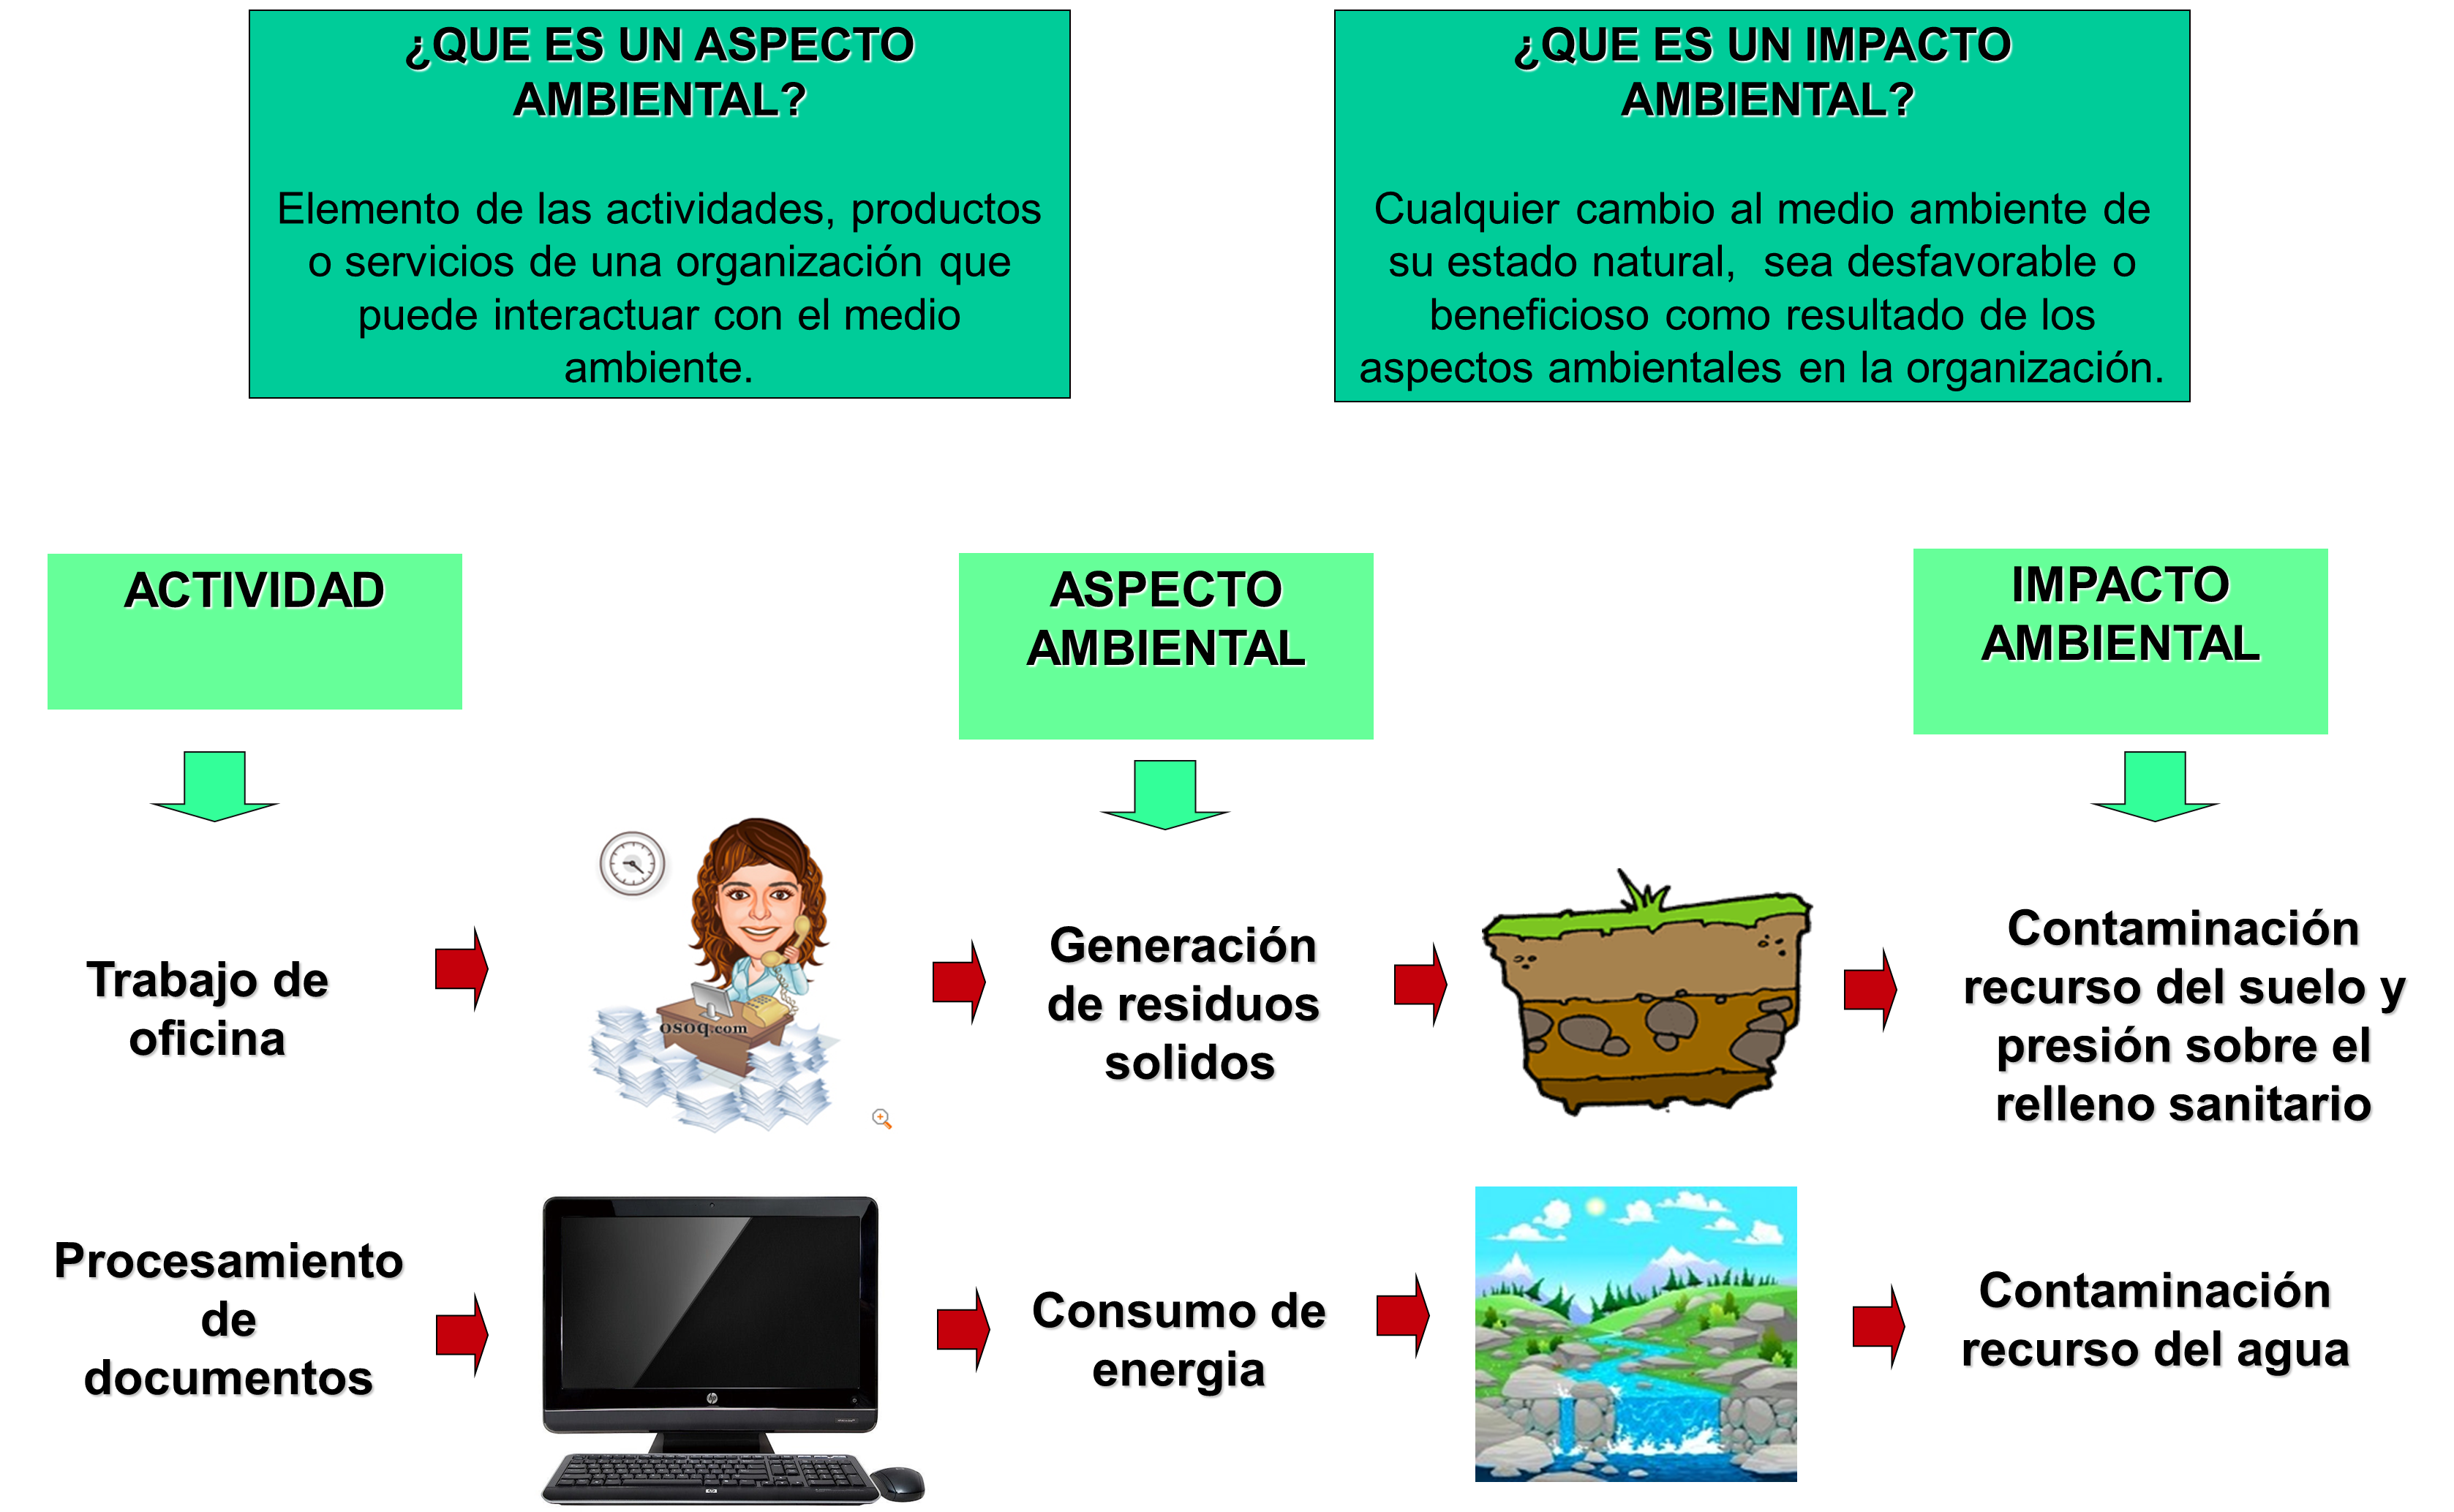 ¿QUE ES UN ASPECTO
AMBIENTAL?
Elemento de las actividades, productos
o servicios de una organización que
puede interactuar con el medio
ambiente.
¿QUE ES UN IMPACTO
AMBIENTAL?
Cualquier cambio al medio ambiente de
su estado natural, sea desfavorable o
beneficioso como resultado de los
aspectos ambientales en la organización.
ACTIVIDAD
ASPECTO
AMBIENTAL
IMPACTO
AMBIENTAL
Trabajo de
oficina
osoq.com
Generación
de residuos
solidos
Contaminación
recurso del suelo y
presión sobre el
relleno sanitario
Procesamiento
de
documentos
hp
Consumo de
energia
Contaminación
recurso del agua